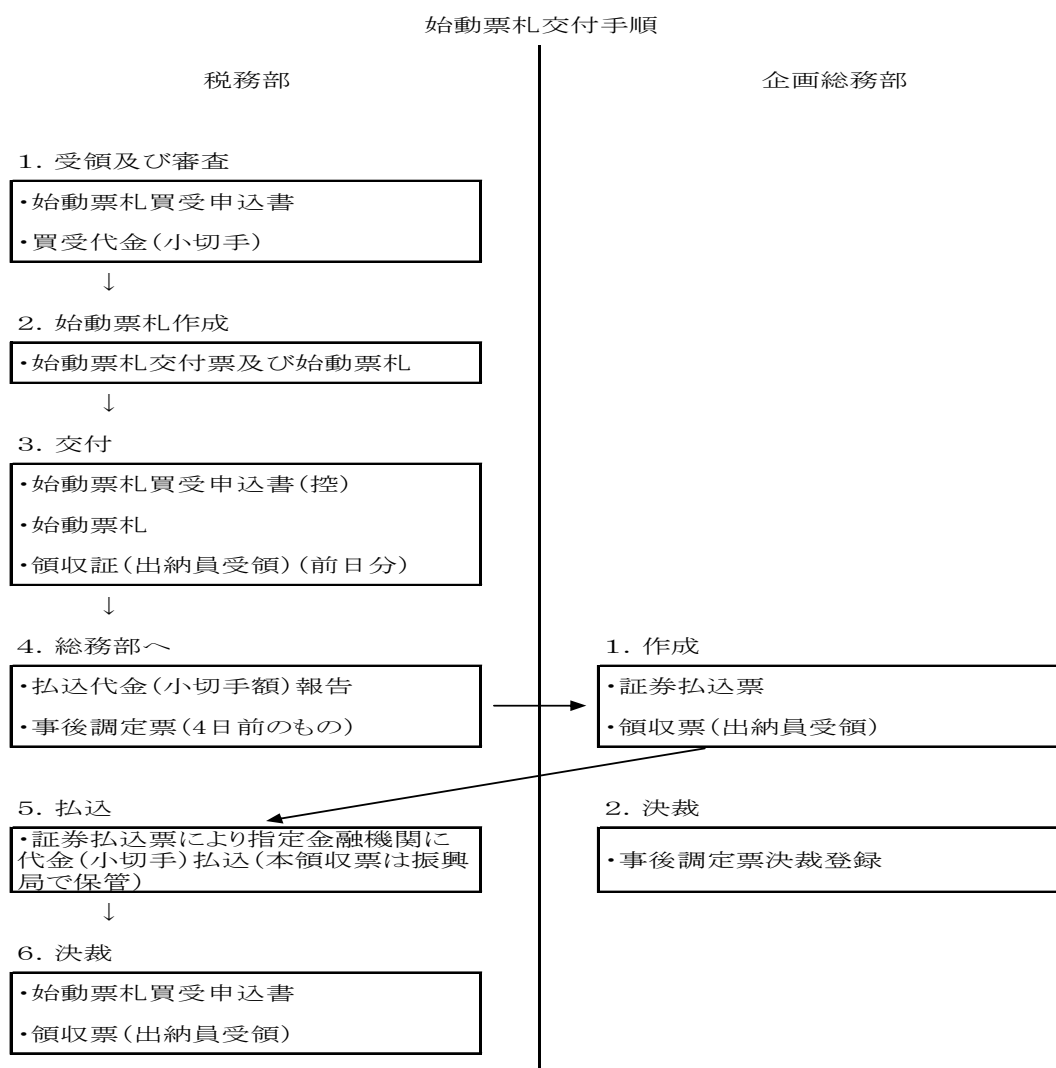 始動票札交付手順
税務部
企画総務部
1. 受領及び審査
・始動票札買受申込書
・買受代金(小切手)
↓
2. 始動票札作成
・始動票札交付票及び始動票札
↓
3. 交付
・始動票札買受申込書(控)
・始動票札
・領収証(出納員受領)(前日分)
↓
4. 総務部へ
・払込代金(小切手額)報告
・事後調定票(4日前のもの)
1. 作成
・証券払込票
・領収票(出納員受領)
5. 払込
・証券払込票により指定金融機関に
代金(小切手)払込(本領収票は振興
局で保管)
↓
2. 決裁
・事後調定票決裁登録
6. 決裁
・始動票札買受申込書
・領収票(出納員受領)